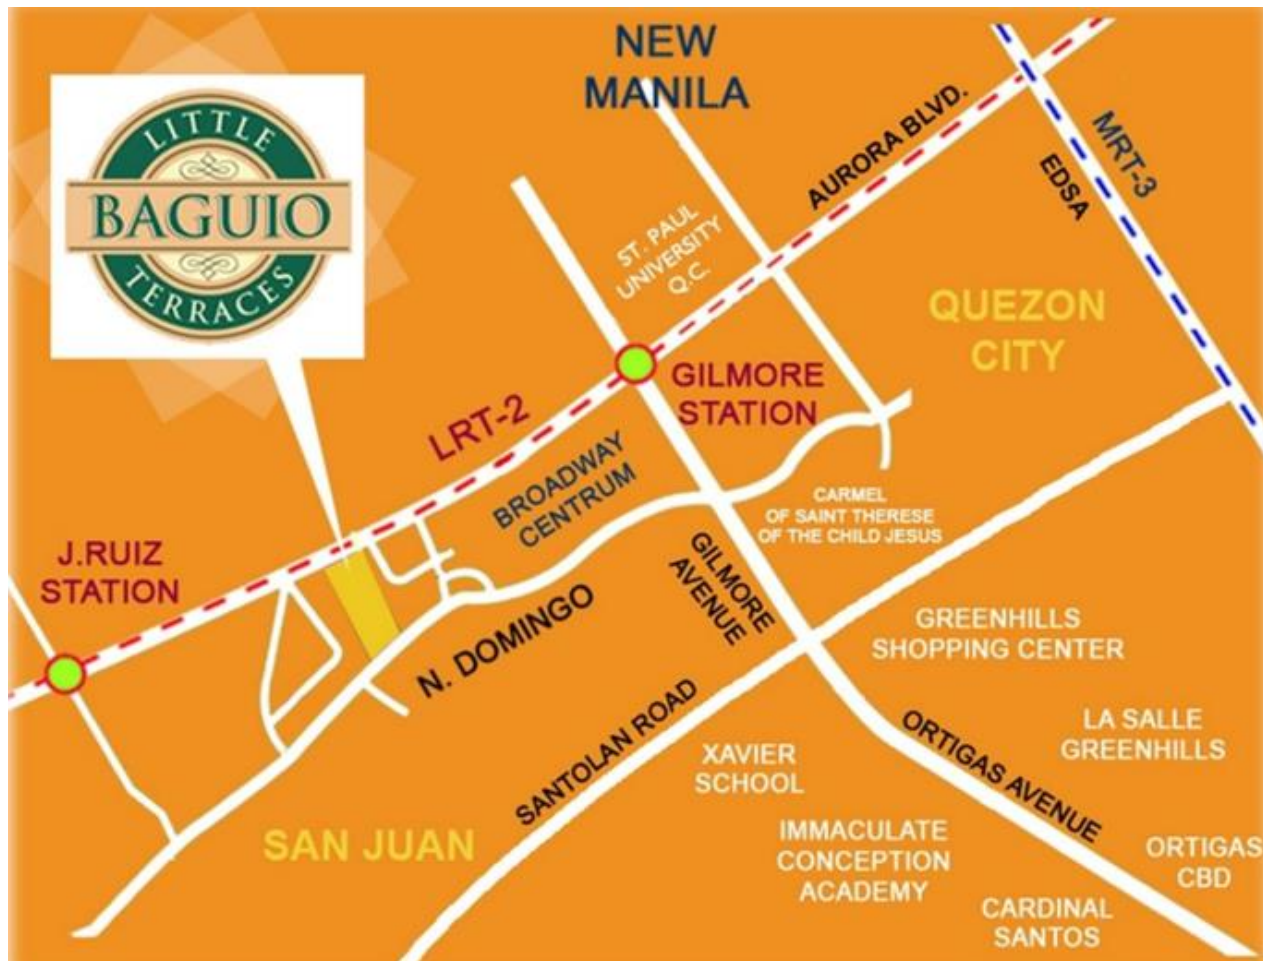 NEW
MANILA
LITTLE
BAGUIO
TERRACES
AURORA BLVD.
MRT-3
EDSA
ST. PAUL
UNIVERSITY
Q.C.
QUEZON
CITY
GILMORE
STATION
LRT-2
BROADWAY
CENTRUM
CARMEL
OF SAINT THERESE
OF THE CHILD JESUS
J.RUIZ
STATION
GILMORE
AVENUE
N. DOMINGO
GREENHILLS
SHOPPING CENTER
SANTOLAN ROAD
ORTIGAS AVENUE
LA SALLE
GREENHILLS
XAVIER
SCHOOL
SAN JUAN
IMMACULATE
CONCEPTION
ACADEMY
ORTIGAS
CBD
CARDINAL
SANTOS